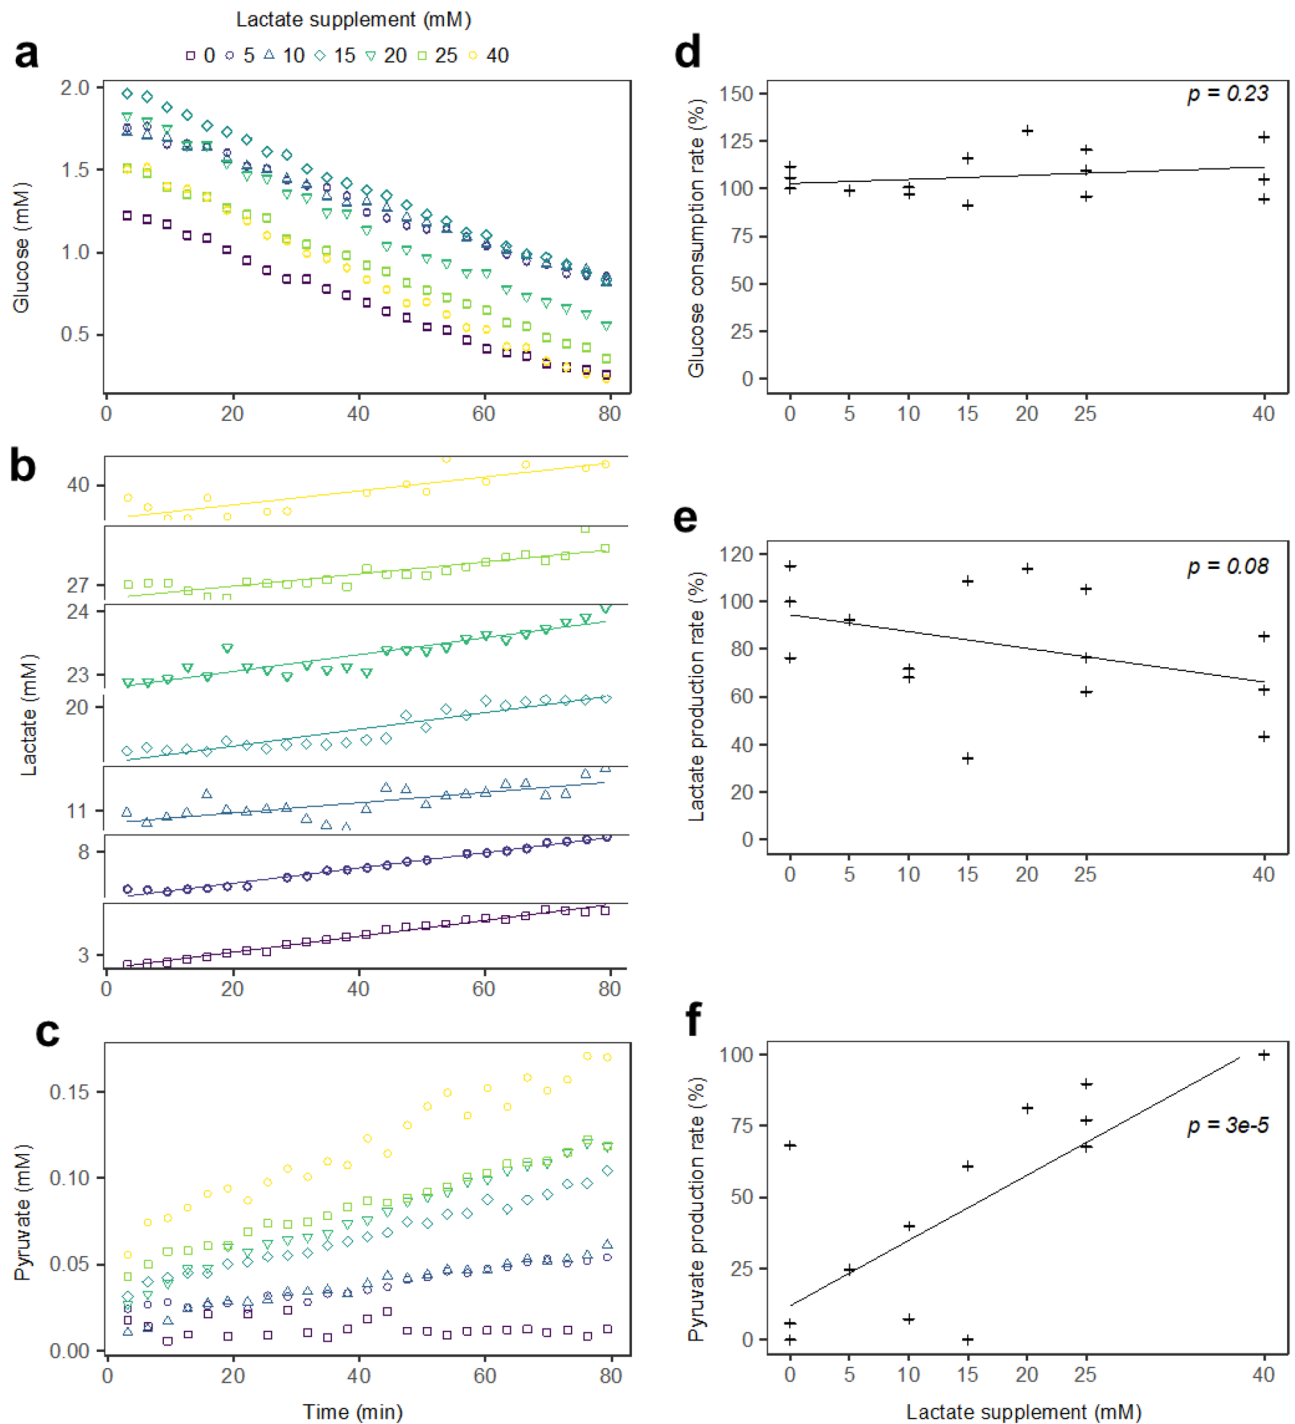 Lactate supplement (mM)
0 5 10 15 20 25 40
a
2.0
1.5
1.0
0.5
Glucose (mM)
0 20 40 60 80
b
40
27
24
23
20
11
8
3
Lactate (mM)
0 20 40 60 80
c
0.15
0.10
0.05
0.00
Pyruvate (mM)
0 20 40 60 80
Time (min)
d
150
125
100
75
50
25
0
Glucose consumption rate (%)
p = 0.23
0 5 10 15 20 25 40
e
120
100
80
60
40
20
0
Lactate production rate (%)
p = 0.08
0 5 10 15 20 25 40
f
100
75
50
25
0
Pyruvate production rate (%)
p = 3e-5
0 5 10 15 20 25 40
Lactate supplement (mM)